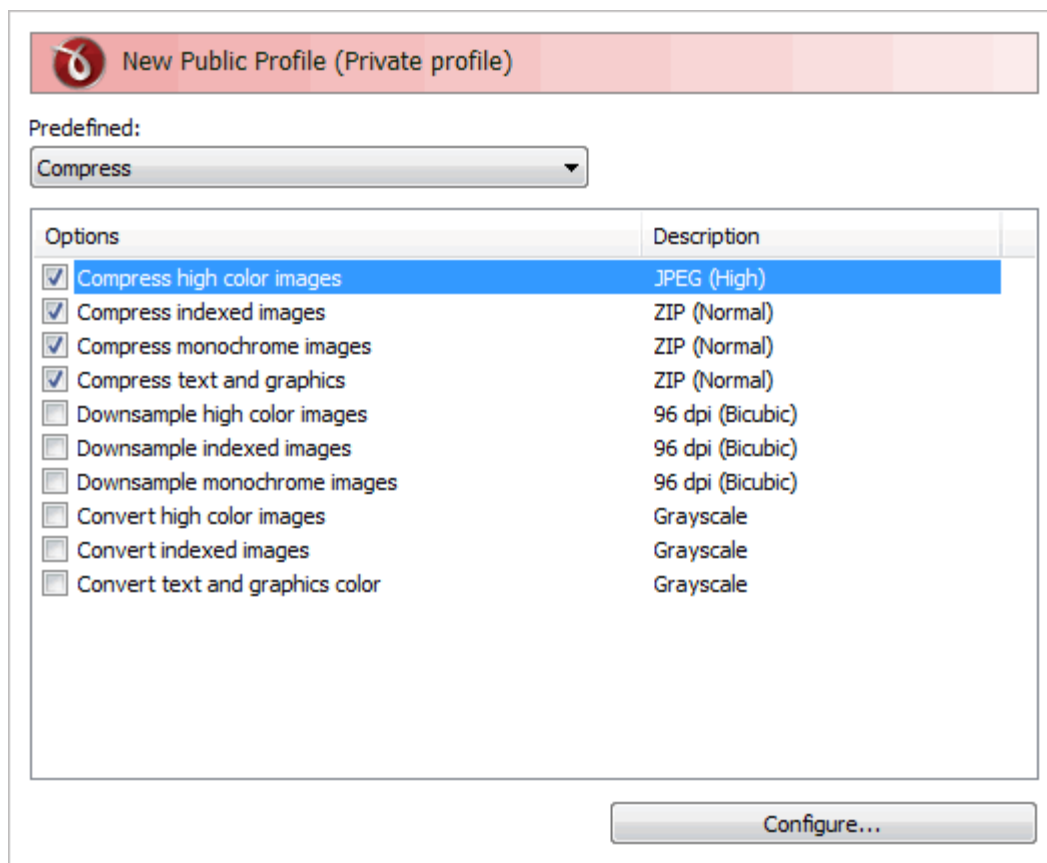 New Public Profile (Private profile)
Predefined:
Compress
Options Description
Compress high color images JPEG (High)
Compress indexed images ZIP (Normal)
Compress monochrome images ZIP (Normal)
Compress text and graphics ZIP (Normal)
Downsample high color images 96 dpi (Bicubic)
Downsample indexed images 96 dpi (Bicubic)
Downsample monochrome images 96 dpi (Bicubic)
Convert high color images Grayscale
Convert indexed images Grayscale
Convert text and graphics color Grayscale
Configure...